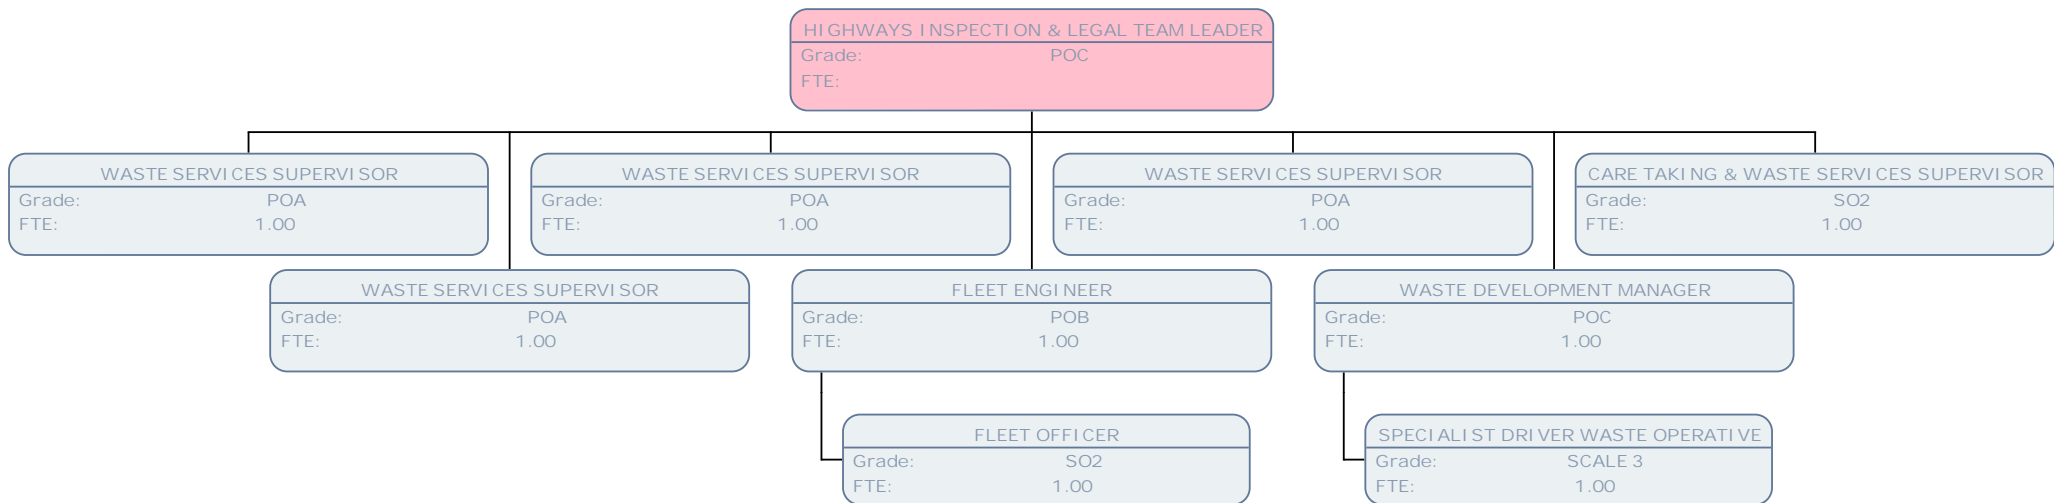 HIGHWAYS INSPECTION & LEGAL TEAM LEADER
Grade: POC
FTE:
WASTE SERVICES SUPERVISOR
Grade: POA
FTE: 1.00
WASTE SERVICES SUPERVISOR
Grade: POA
FTE: 1.00
WASTE SERVICES SUPERVISOR
Grade: POA
FTE: 1.00
CARE TAKING & WASTE SERVICES SUPERVISOR
Grade: SO2
FTE: 1.00
WASTE SERVICES SUPERVISOR
Grade: POA
FTE: 1.00
FLEET ENGINEER
Grade: POB
FTE: 1.00
WASTE DEVELOPMENT MANAGER
Grade: POC
FTE: 1.00
FLEET OFFICER
Grade: SO2
FTE: 1.00
SPECIALIST DRIVER WASTE OPERATIVE
Grade: SCALE 3
FTE: 1.00